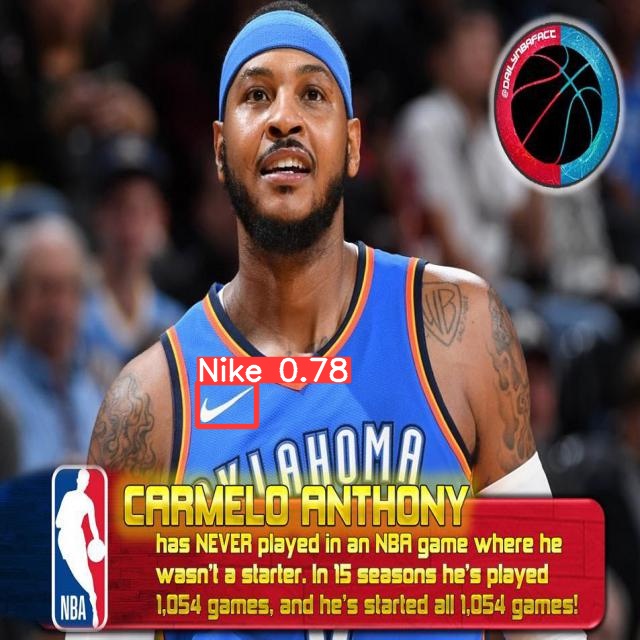 @DAILYNBAFACT
WB
Nike 0.78
OKLAHOMA
CARMELO ANTHONY
has NEVER played in an NBA game where he
wasn't a starter. In 15 seasons he's played
1,054 games, and he's started all 1,054 games!
NBA